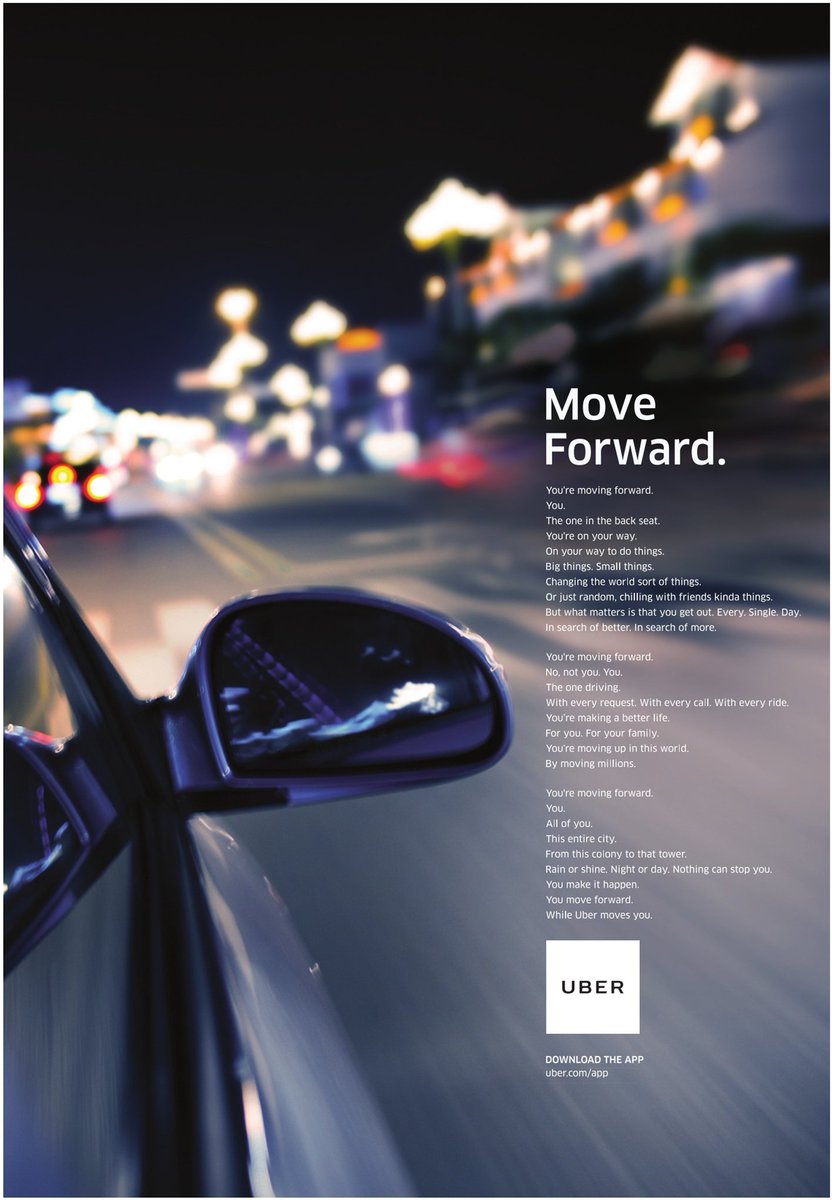 Move
Forward.
You're moving forward.
You.
The one in the back seat.
You're on your way.
On your way to do things.
Big things. Small things.
Changing the world sort of things.
Or just random, chilling with friends kinda things.
But what matters is that you get out. Every. Single. Day.
In search of better. In search of more.
You're moving forward.
No, not you. You.
The one driving.
With every request. With every call. With every ride.
You're making a better life.
For you. For your family.
You're moving up in this world.
By moving millions.
You're moving forward.
You.
All of you.
This entire city.
From this colony to that tower.
Rain or shine. Night or day. Nothing can stop you.
You make it happen.
You move forward.
While Uber moves you.
UBER
DOWNLOAD THE APP
uber.com/app